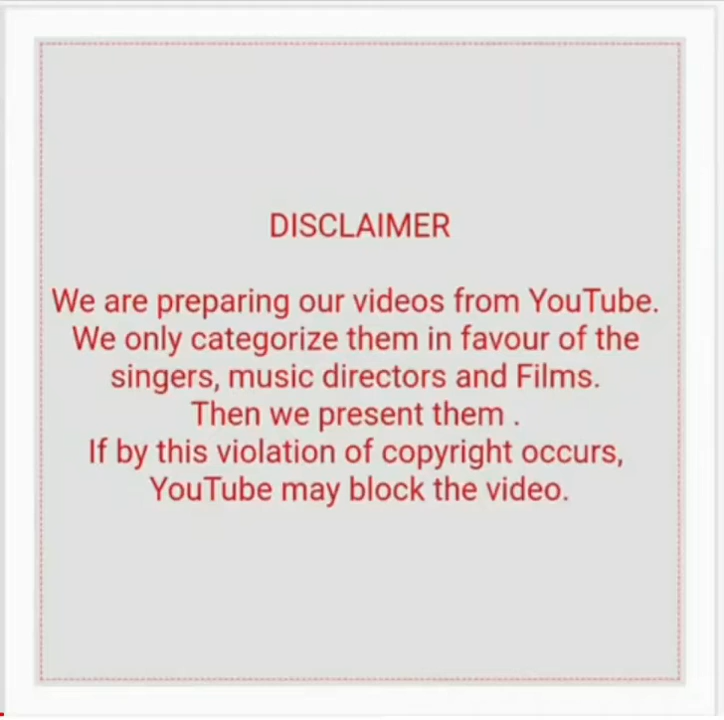 DISCLAIMER
We are preparing our videos from YouTube.
We only categorize them in favour of the
singers, music directors and Films.
Then we present them .
If by this violation of copyright occurs,
YouTube may block the video.